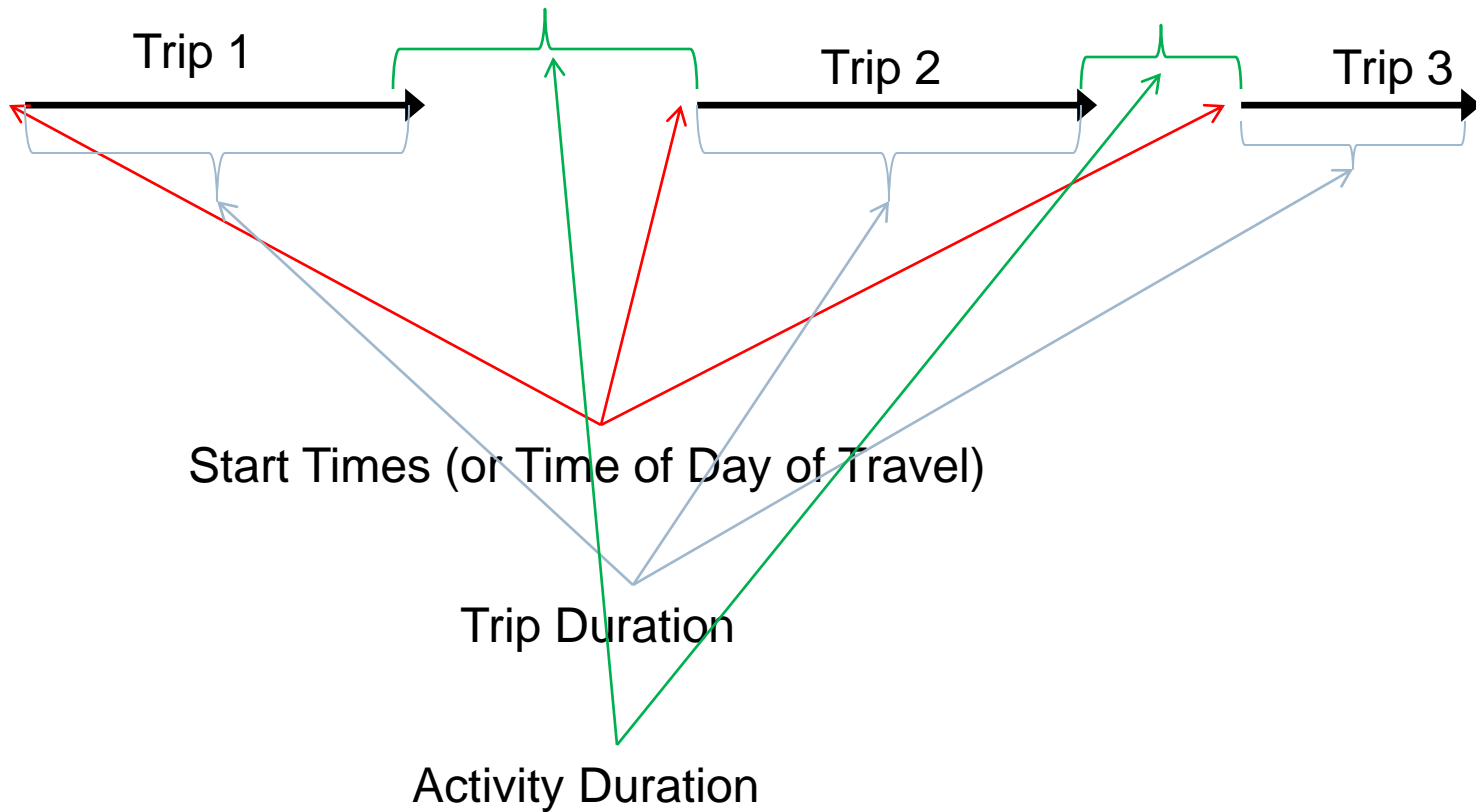 Trip 1
Trip 2
Trip 3
Start Times (or Time of Day of Travel)
Trip Duration
Activity Duration